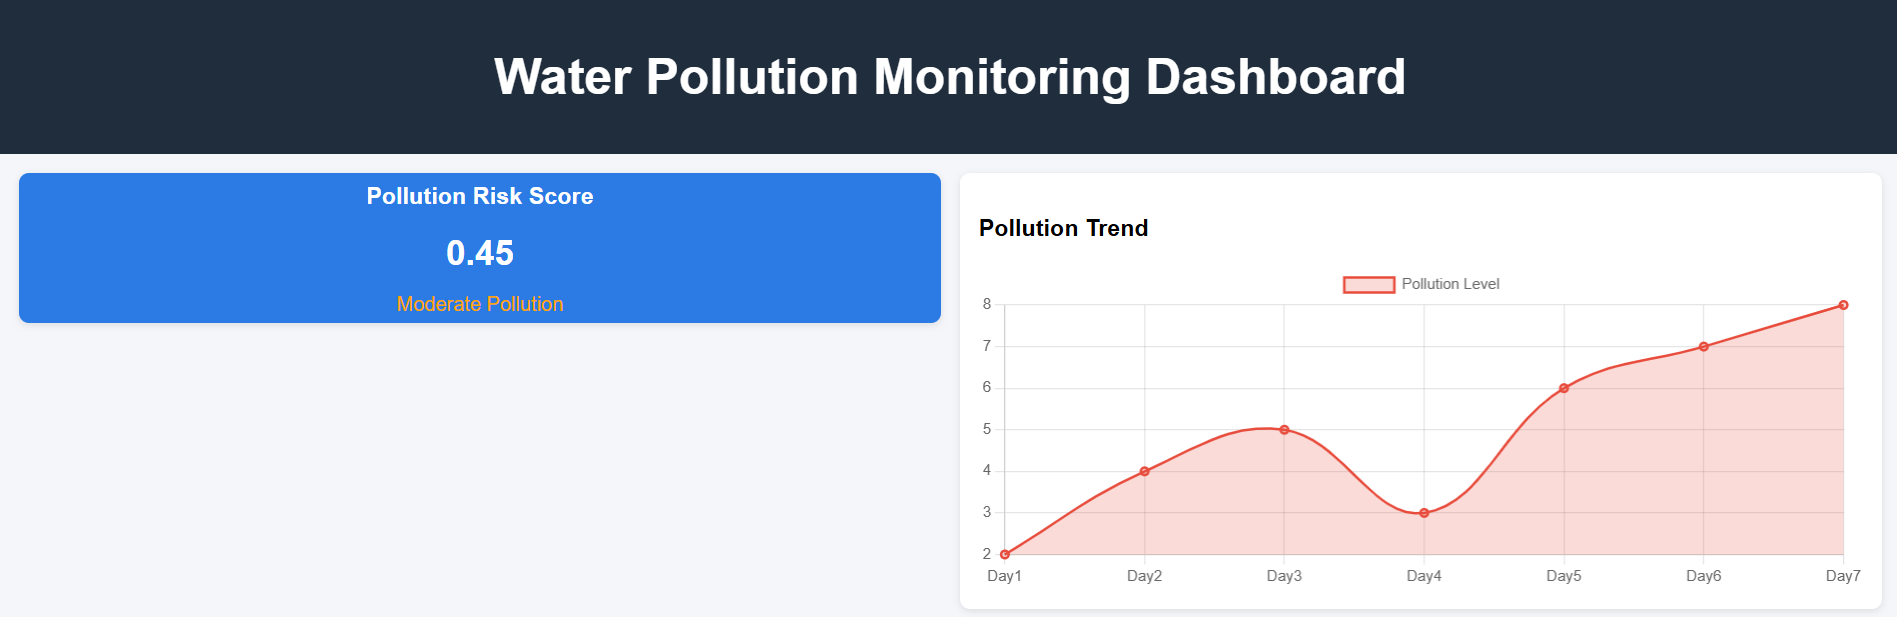 Water Pollution Monitoring Dashboard
Pollution Risk Score
0.45
Moderate Pollution
Pollution Trend
Pollution Level
8
7
6
5
4
3
2
Day1 Day2 Day3 Day4 Day5 Day6 Day7